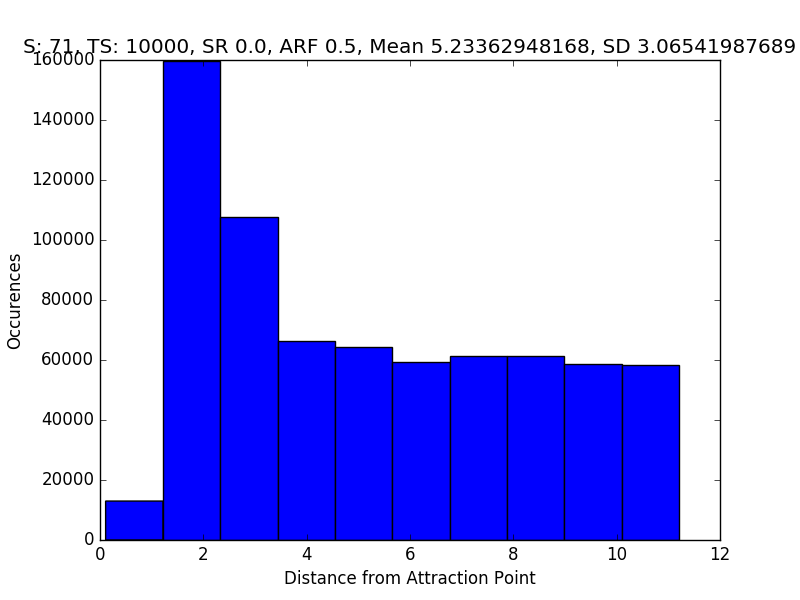 S: 71, TS: 10000, SR 0.0, ARF 0.5, Mean 5.23362948168, SD 3.06541987689
160000
140000
120000
100000
80000
60000
40000
20000
0
Occurences
0 2 4 6 8 10 12
Distance from Attraction Point